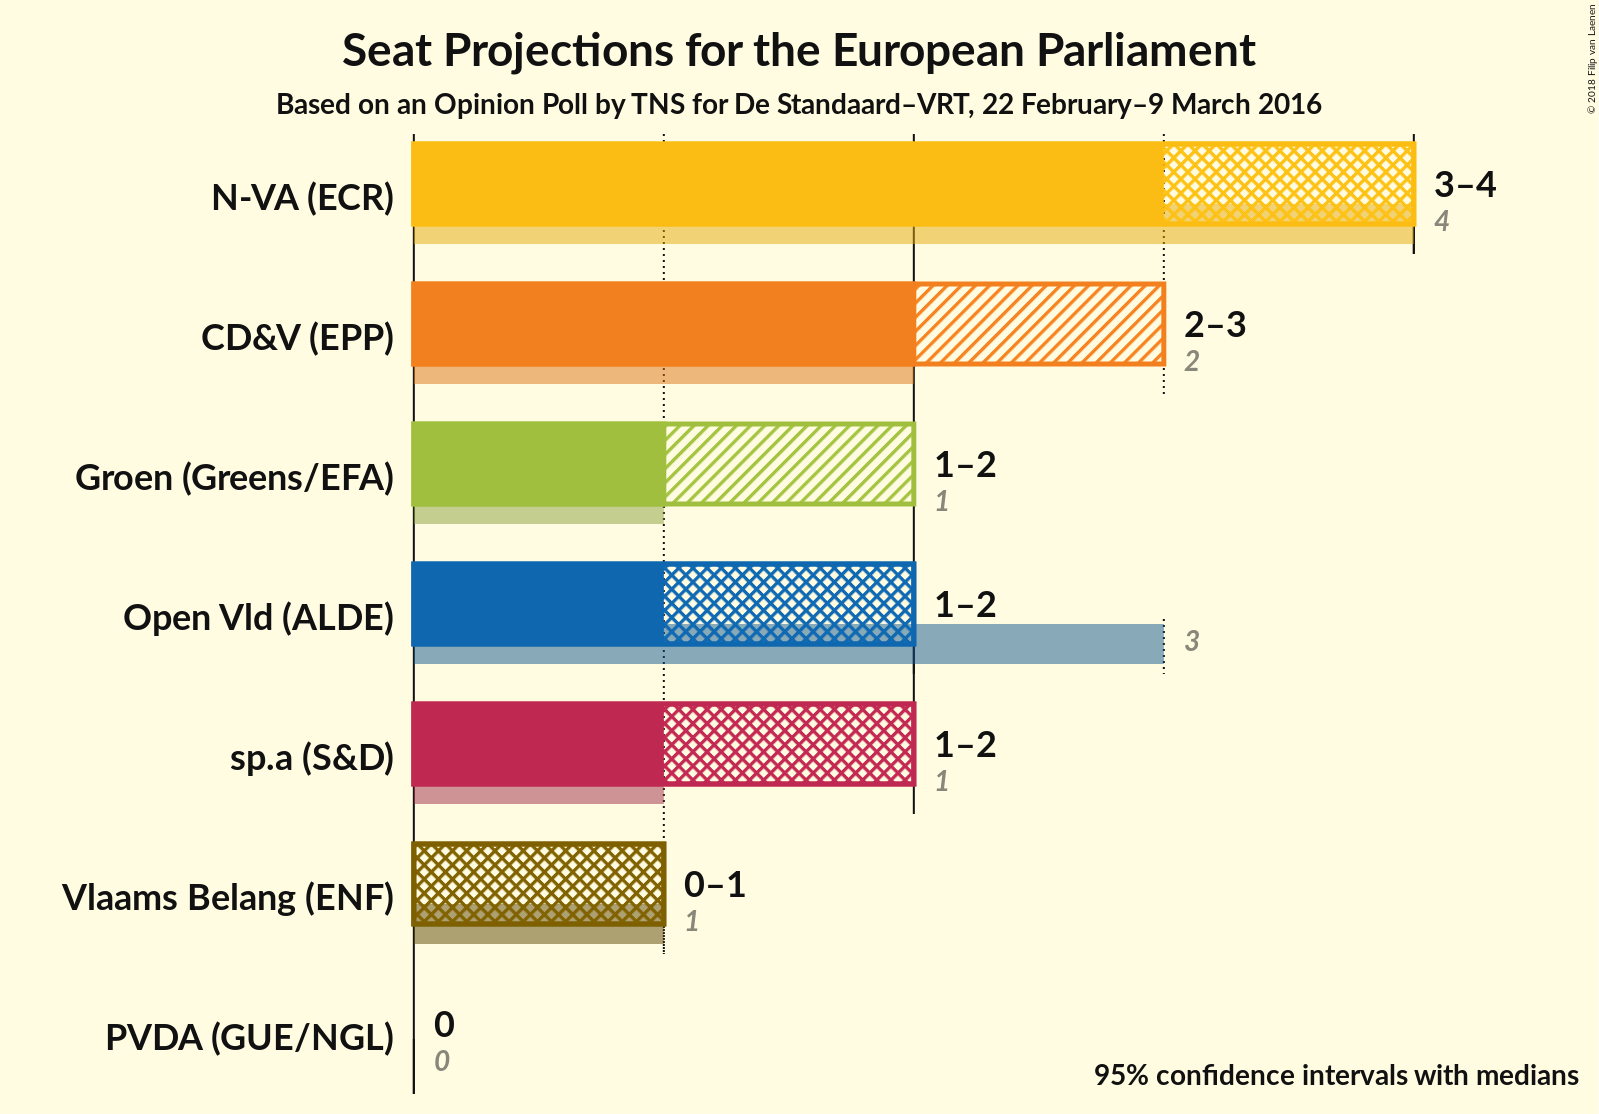 Seat Projections for the European Parliament
Based on an Opinion Poll by TNS for De Standaard–VRT, 22 February–9 March 2016
© 2018 Filip van Laenen
N-VA (ECR)
3–4
4
CD&V (EPP)
2–3
2
Groen (Greens/EFA)
1–2
1
Open Vld (ALDE)
1–2
3
sp.a (S&D)
1–2
1
Vlaams Belang (ENF)
0–1
1
PVDA (GUE/NGL)
0
0
95% confidence intervals with medians